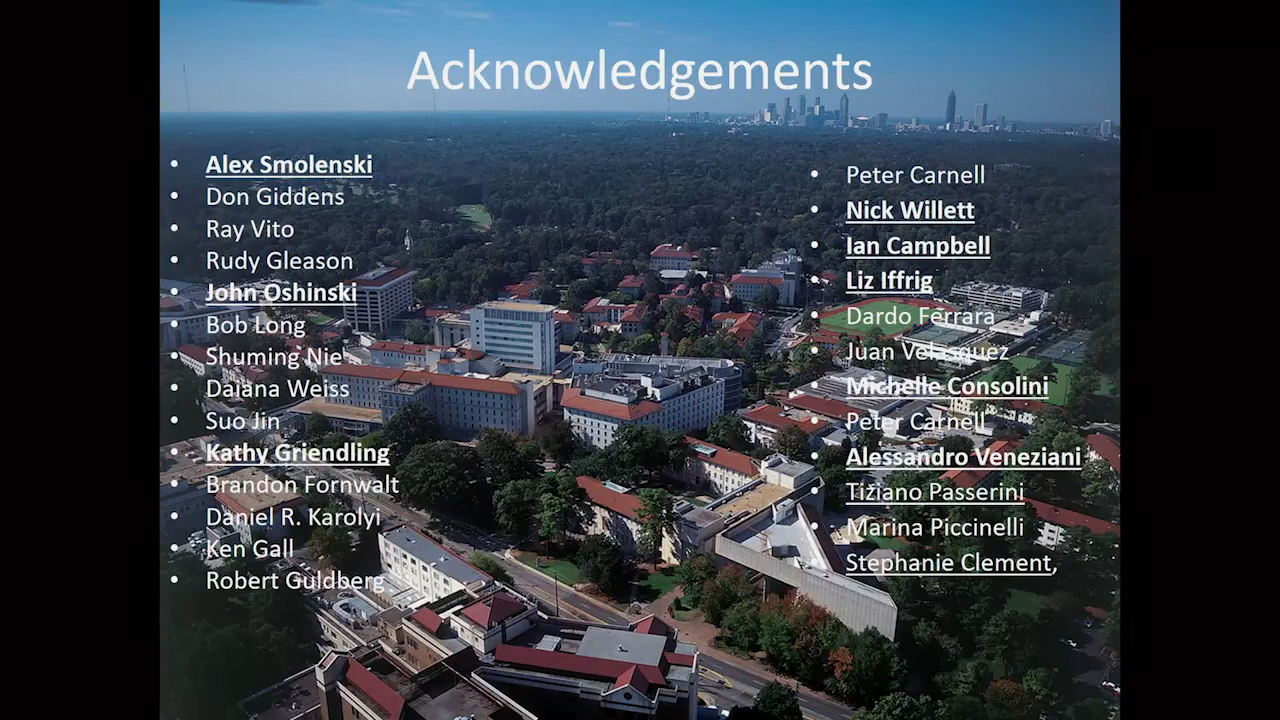 Acknowledgements
• Alex Smolenski
• Don Giddens
• Ray Vito
• Rudy Gleason
• John Oshinski
• Bob Long
• Shuming Nie
• Daiana Weiss
• Suo Jin
• Kathy Griendling
• Brandon Fornwalt
• Daniel R. Karolyi
• Ken Gall
• Robert Guldberg
• Peter Carnell
• Nick Willett
• Ian Campbell
• Liz Iffrig
• Dardo Ferrara
• Juan Velasquez
• Michelle Consolini
• Peter Carnell
• Alessandro Veneziani
• Tiziano Passerini
• Marina Piccinelli
Stephanie Clement,